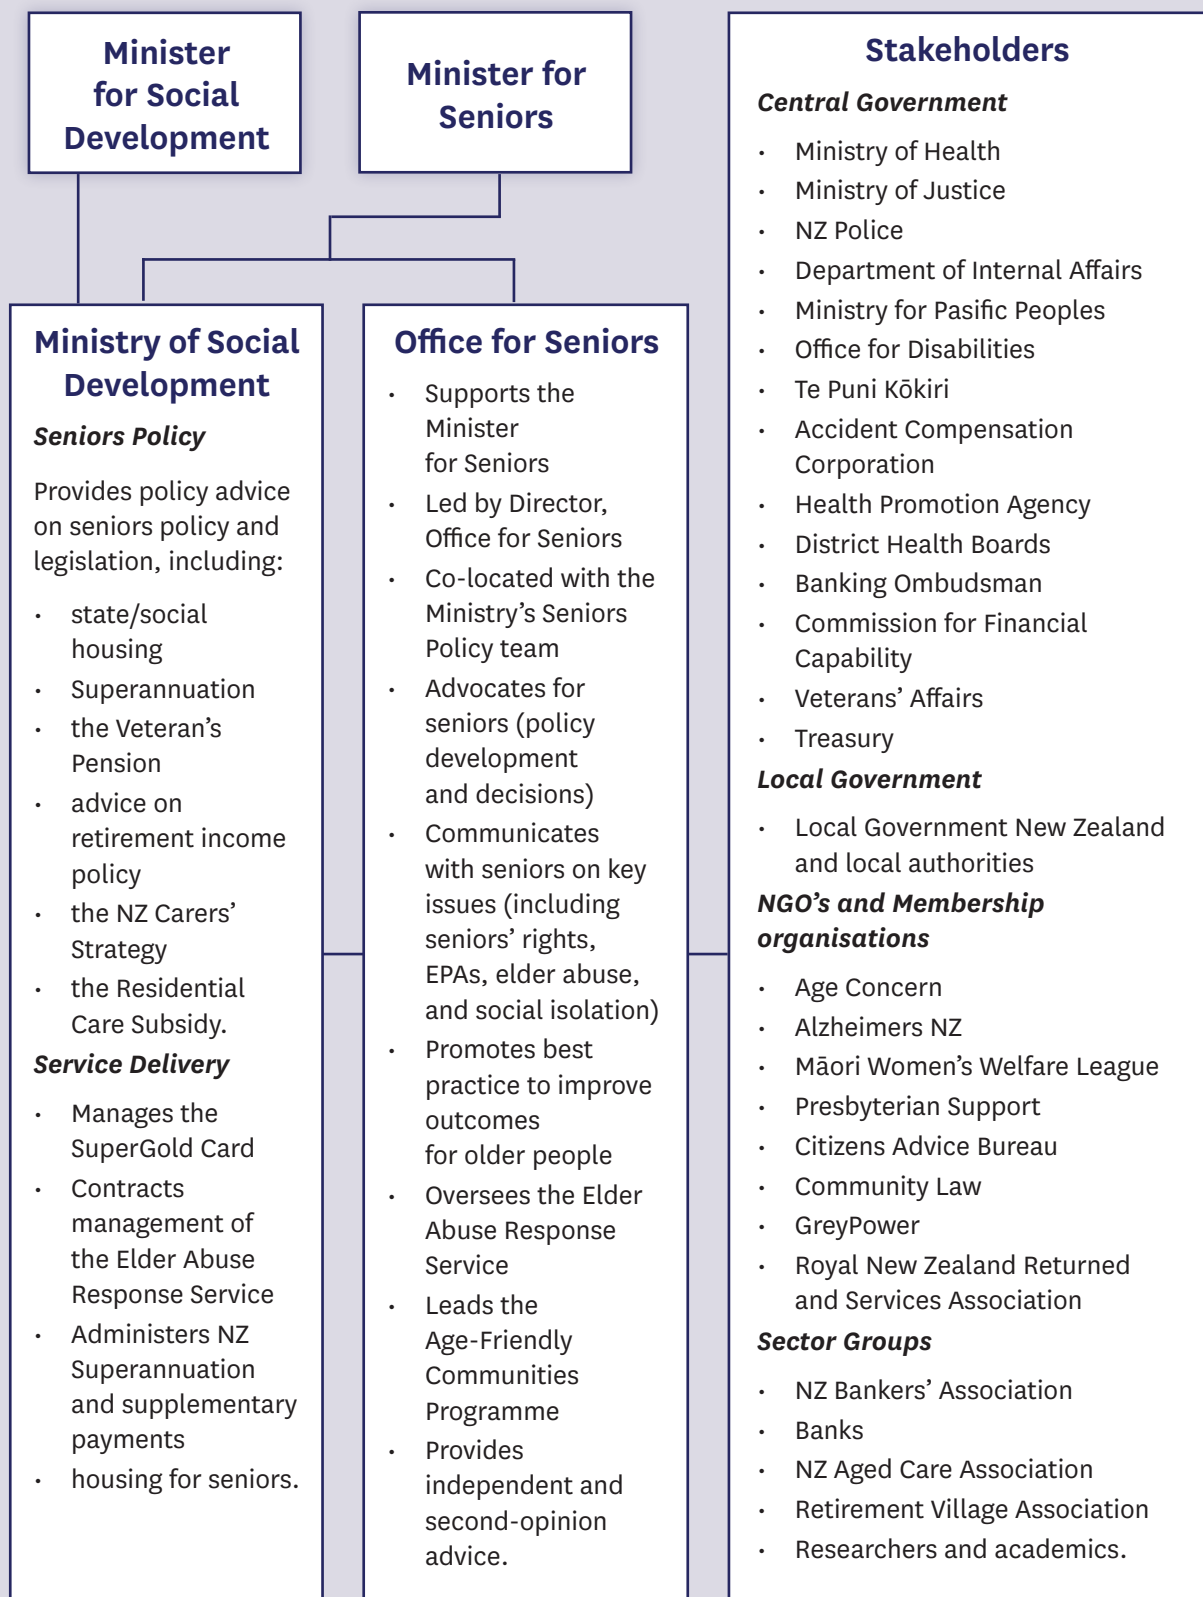 Minister
for Social
Development
Minister for
Seniors
Ministry of Social
Development
Seniors Policy
Provides policy advice
on seniors policy and
legislation, including:
· state/social
housing
· Superannuation
· the Veteran's
Pension
· advice on
retirement income
policy
· the NZ Carers'
Strategy
· the Residential
Care Subsidy.
Service Delivery
· Manages the
SuperGold Card
· Contracts
management of
the Elder Abuse
Response Service
· Administers NZ
Superannuation
and supplementary
payments
· housing for seniors.
Office for Seniors
· Supports the
Minister
for Seniors
· Led by Director,
Office for Seniors
· Co-located with the
Ministry's Seniors
Policy team
· Advocates for
seniors (policy
development
and decisions)
· Communicates
with seniors on key
issues (including
seniors' rights,
EPAs, elder abuse,
and social isolation)
· Promotes best
practice to improve
outcomes
for older people
· Oversees the Elder
Abuse Response
Service
· Leads the
Age-Friendly
Communities
Programme
· Provides
independent and
second-opinion
advice.
Stakeholders
Central Government
· Ministry of Health
· Ministry of Justice
· NZ Police
· Department of Internal Affairs
· Ministry for Pasific Peoples
· Office for Disabilities
· Te Puni Kōkiri
· Accident Compensation
Corporation
· Health Promotion Agency
· District Health Boards
· Banking Ombudsman
· Commission for Financial
Capability
· Veterans' Affairs
· Treasury
Local Government
· Local Government New Zealand
and local authorities
NGO's and Membership
organisations
· Age Concern
· Alzheimers NZ
· Māori Women's Welfare League
· Presbyterian Support
· Citizens Advice Bureau
· Community Law
· GreyPower
· Royal New Zealand Returned
and Services Association
Sector Groups
· NZ Bankers' Association
· Banks
· NZ Aged Care Association
· Retirement Village Association
· Researchers and academics.